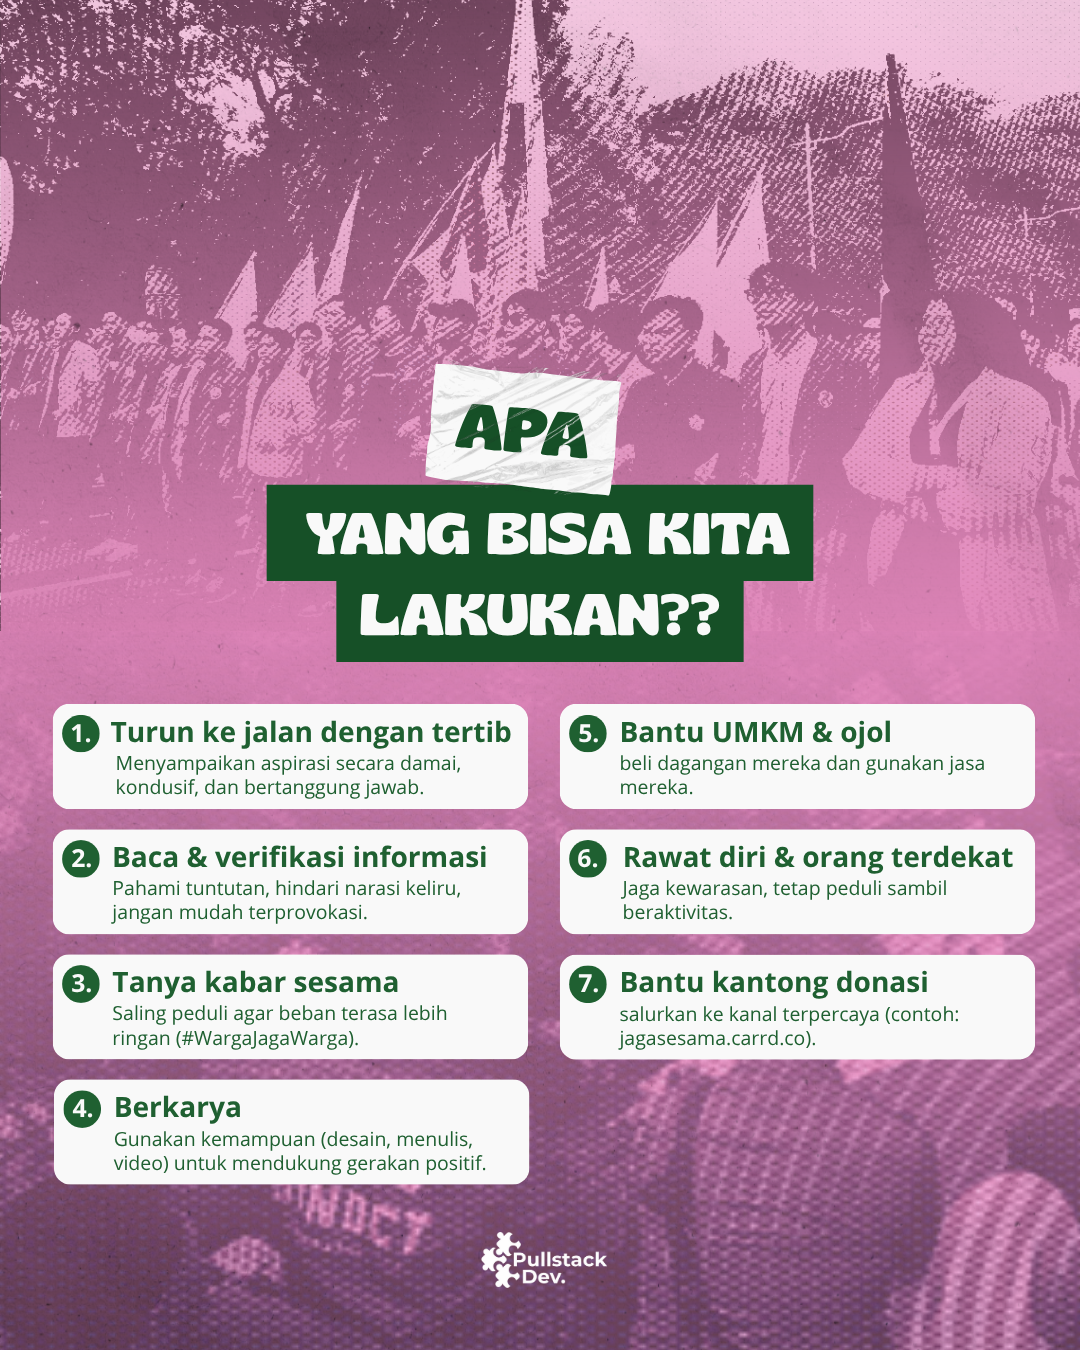 APA
YANG BISA KITA
LAKUKAN??
1. Turun ke jalan dengan tertib
Menyampaikan aspirasi secara damai,
kondusif, dan bertanggung jawab.
2. Baca & verifikasi informasi
Pahami tuntutan, hindari narasi keliru,
jangan mudah terprovokasi.
3. Tanya kabar sesama
Saling peduli agar beban terasa lebih
ringan (#WargaJagaWarga).
4. Berkarya
Gunakan kemampuan (desain, menulis,
video) untuk mendukung gerakan positif.
5. Bantu UMKM & ojol
beli dagangan mereka dan gunakan jasa
mereka.
6. Rawat diri & orang terdekat
Jaga kewarasan, tetap peduli sambil
beraktivitas.
7. Bantu kantong donasi
salurkan ke kanal terpercaya (contoh:
jagasesama.carrd.co).
Pullstack
Dev.